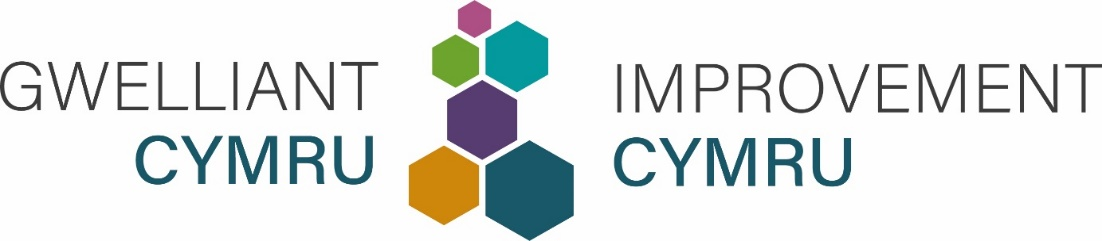 GWELLIANT
CYMRU
IMPROVEMENT
CYMRU